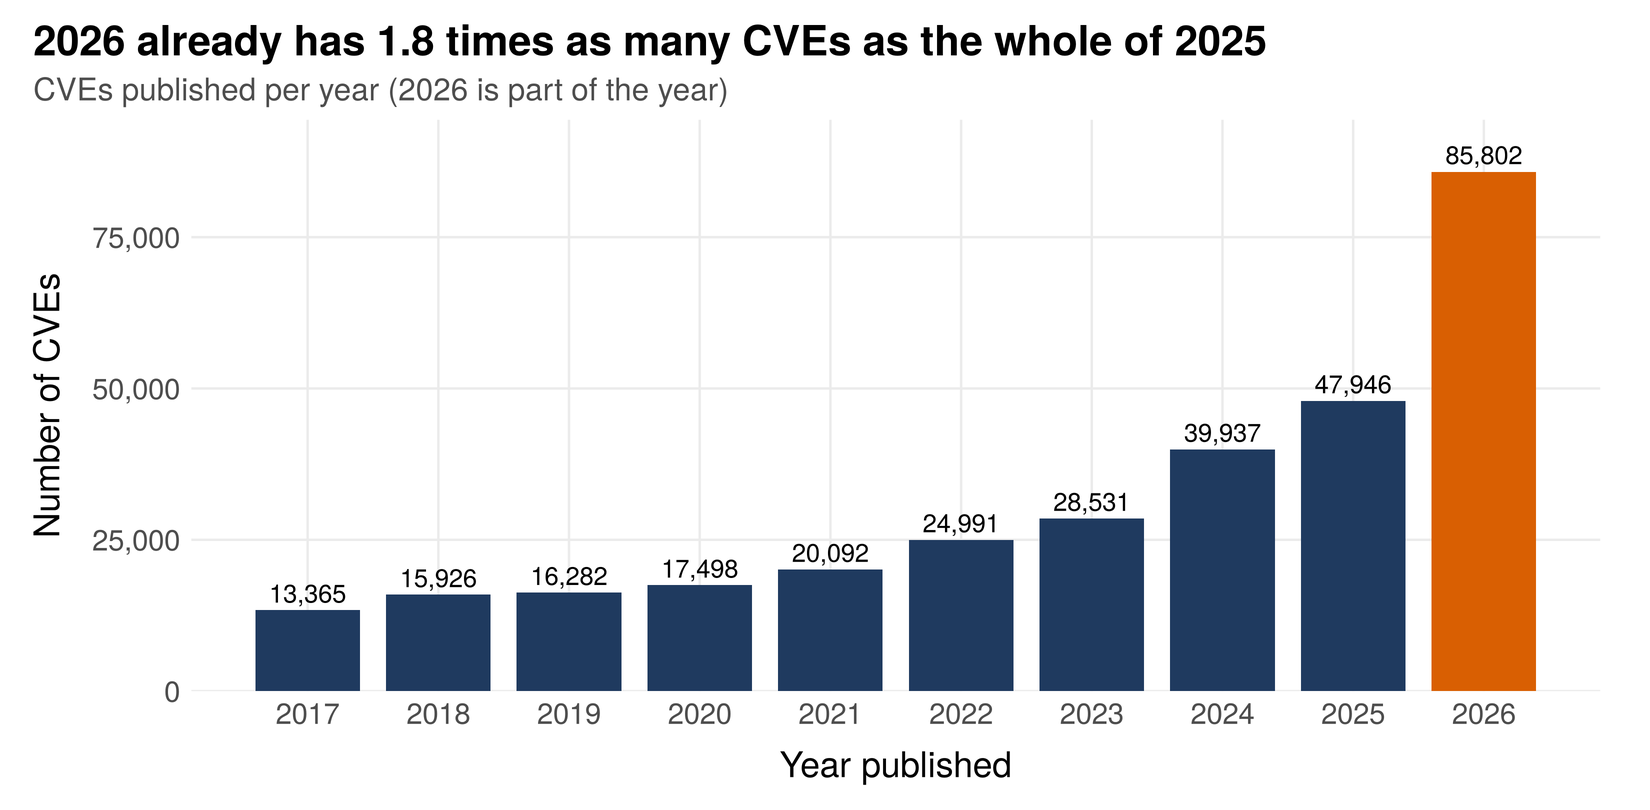 2026 already has 1.8 times as many CVEs as the whole of 2025
CVEs published per year (2026 is part of the year)
85,802
75,000
Number of CVEs
50,000
47,946
39,937
28,531
25,000
24,991
20,092
17,498
16,282
15,926
13,365
0
2017 2018 2019 2020 2021 2022 2023 2024 2025 2026
Year published